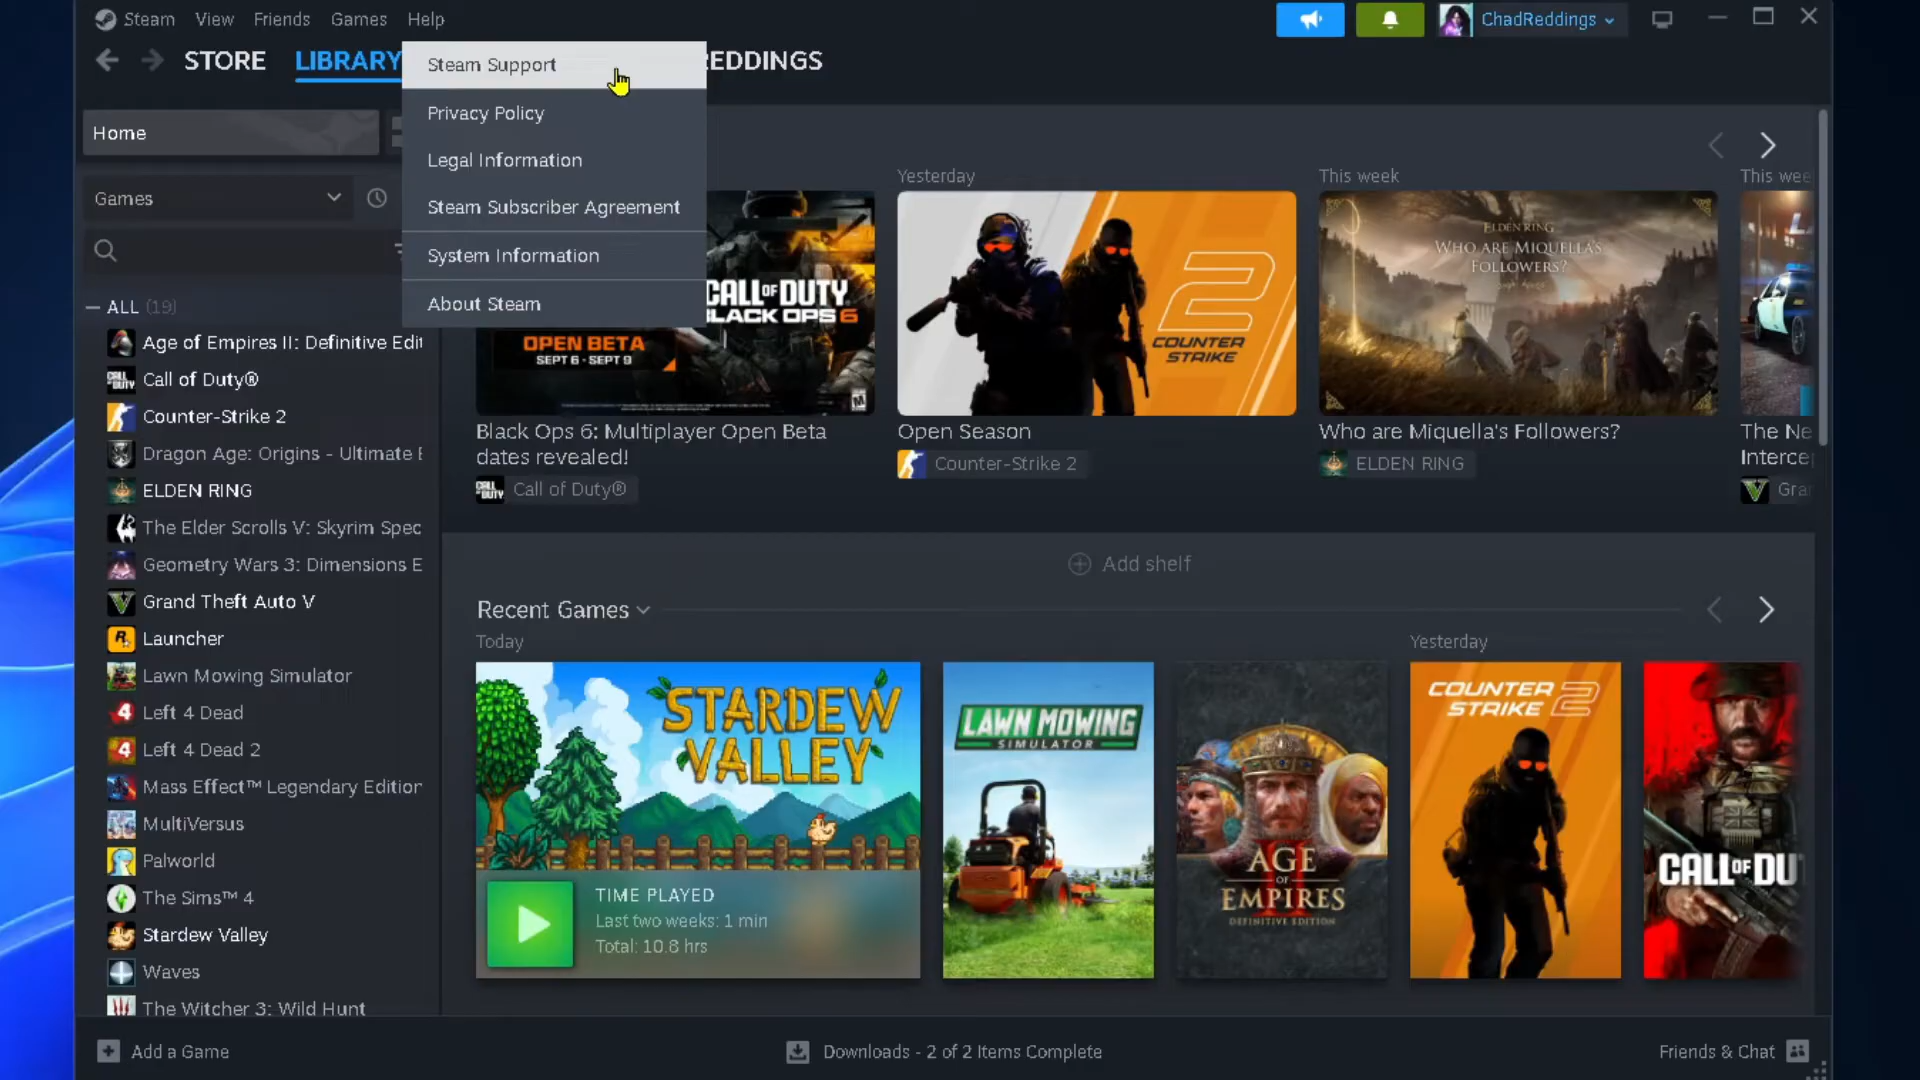 Steam View Friends Games Help
ChadReddings
STORE LIBRARY EDDINGS
Steam Support
Privacy Policy
Legal Information
Steam Subscriber Agreement
System Information
About Steam
Home
Games
ALL (19)
Age of Empires II: Definitive Edit
Call of Duty®
Counter-Strike 2
Dragon Age: Origins - Ultimate E
ELDEN RING
The Elder Scrolls V: Skyrim Spec
Geometry Wars 3: Dimensions E
Grand Theft Auto V
Launcher
Lawn Mowing Simulator
Left 4 Dead
Left 4 Dead 2
Mass Effect™ Legendary Edition
MultiVersus
Palworld
The Sims™ 4
Stardew Valley
Waves
The Witcher 3: Wild Hunt
CALL OF DUTY
BLACK OPS 6
OPEN BETA
SEPT 6 - SEPT 9
Black Ops 6: Multiplayer Open Beta
dates revealed!
Call of Duty®
Yesterday
2
COUNTER
STRIKE
Open Season
Counter-Strike 2
This week
ELDEN RING
WHO ARE MIQUELLA'S
FOLLOWERS?
Who are Miquella's Followers?
ELDEN RING
This wee
The Ne
Interce
Gra
Add shelf
Recent Games
Today
STARDEW
VALLEY
TIME PLAYED
Last two weeks: 1 min
Total: 10.8 hrs
LAWN MOWING
SIMULATOR
AGE
OF
EMPIRES
II
DEFINITIVE EDITION
Yesterday
COUNTER
STRIKE 2
CALL OF DU
Add a Game
Downloads - 2 of 2 Items Complete
Friends & Chat